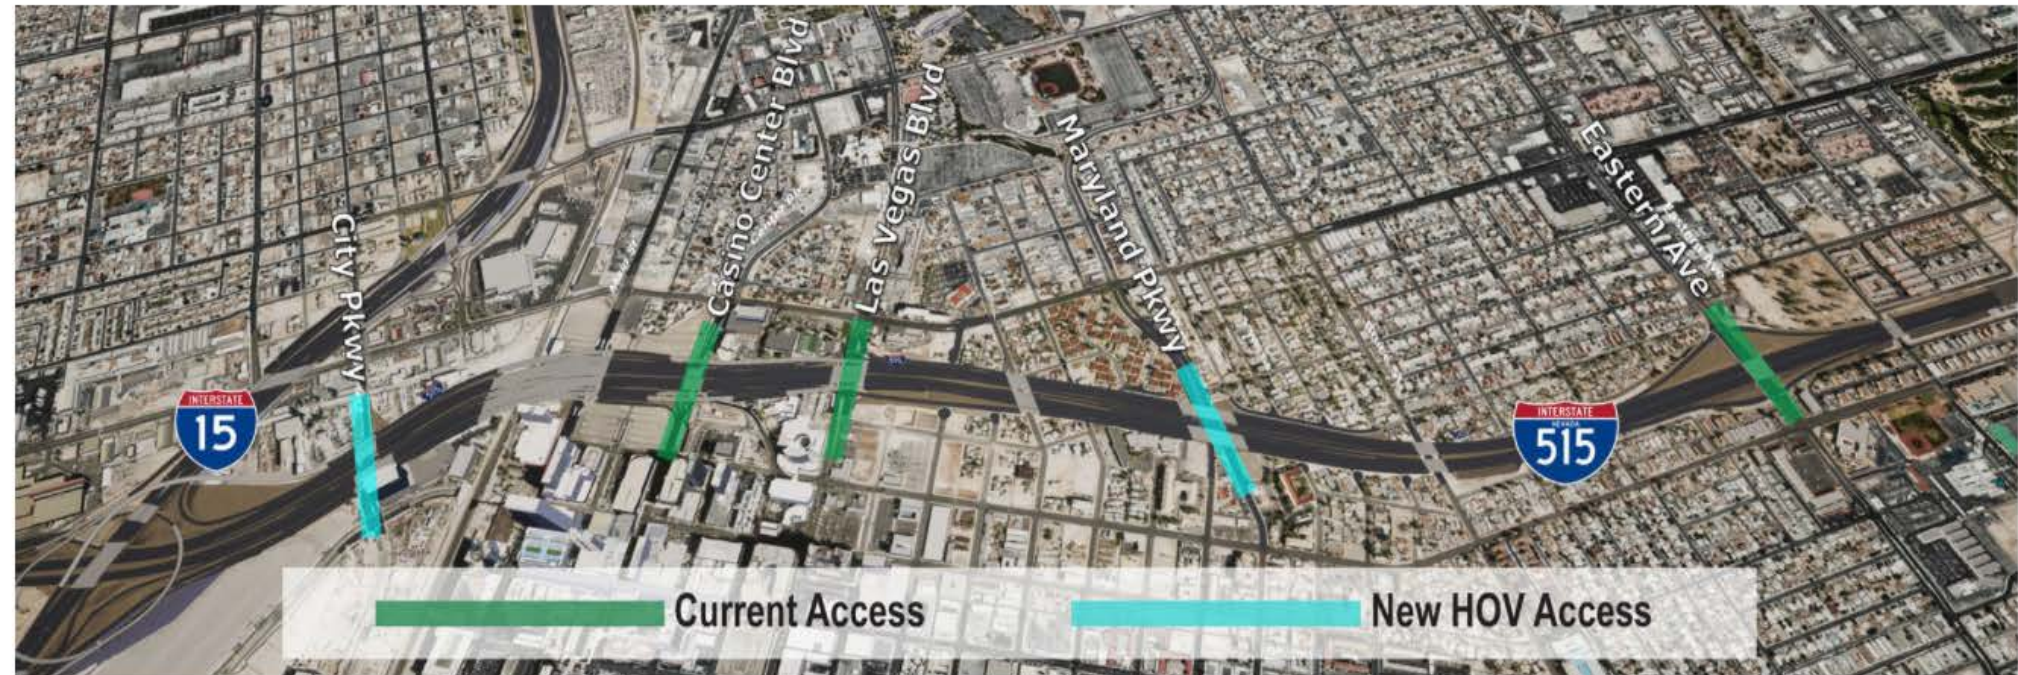 Casino Center Blvd
Las Vegas Blvd
Maryland Pkwy
Eastern Ave
City Pkwy
INTERSTATE
15
INTERSTATE
NEVADA
515
Current Access
New HOV Access